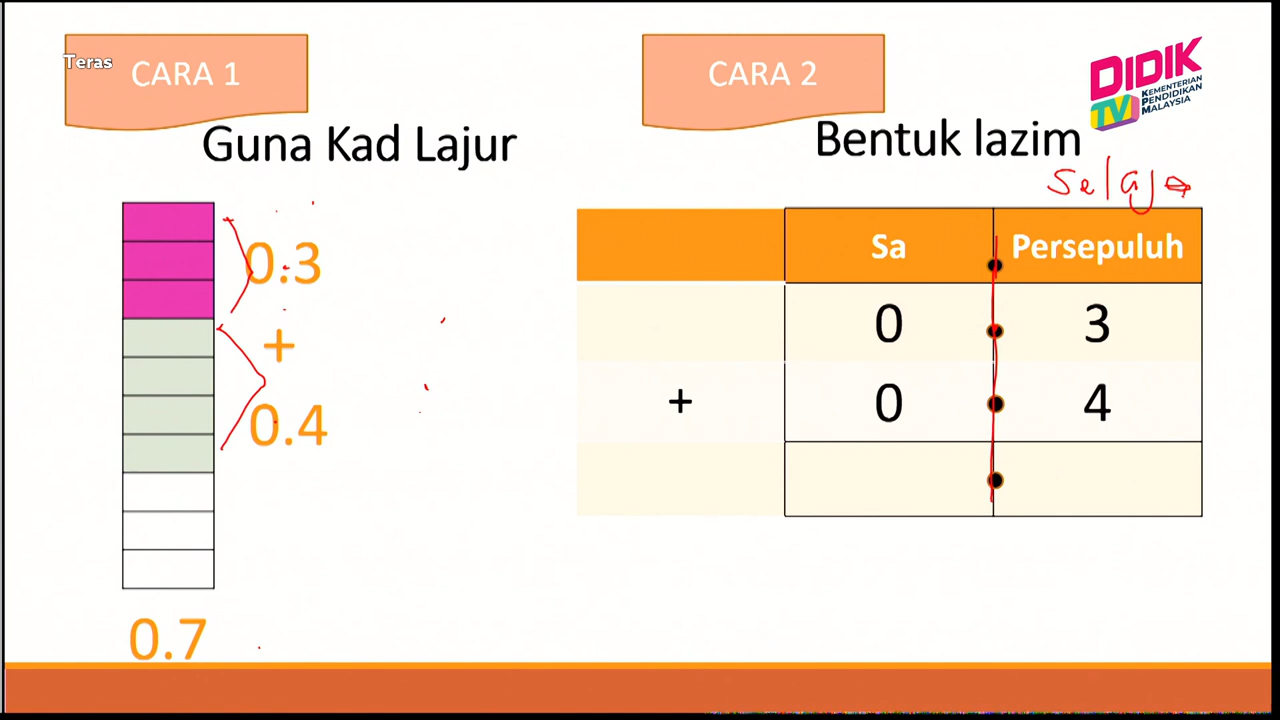 Teras
CARA 1
Guna Kad Lajur
0.3
+
0.4
0.7
CARA 2
DIDIK
TV
KEMENTERIAN
PENDIDIKAN
MALAYSIA
Bentuk lazim
Sa . Persepuluh
0 . 3
+ 0 . 4
.